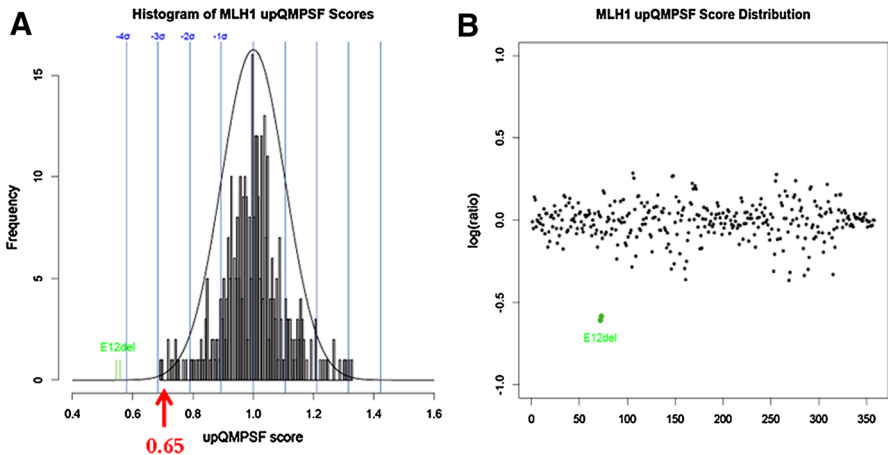 A
Histogram of MLH1 upQMPSF Scores
-4σ -3σ -2σ -1σ
Frequency
15
10
5
0
E12del
0.4 0.6 0.8 1.0 1.2 1.4 1.6
0.65
upQMPSF score
B
MLH1 upQMPSF Score Distribution
log(ratio)
1.0
0.5
0.0
-0.5
-1.0
E12del
0 50 100 150 200 250 300 350